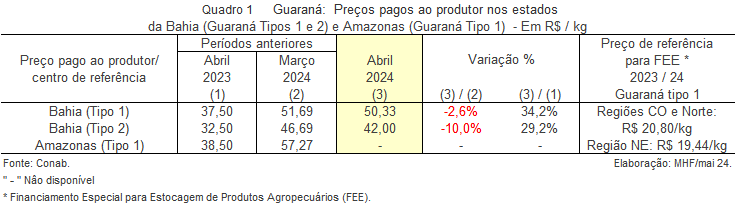 Quadro 1 Guaraná: Preços pagos ao produtor nos estados
da Bahia (Guaraná Tipos 1 e 2) e Amazonas (Guaraná Tipo 1) - Em R$ / kg
Preço pago ao produtor/
centro de referência
Períodos anteriores
Abril
2023
(1)
Março
2024
(2)
Abril
2024
(3)
Variação %
(3) / (2) (3) / (1)
Preço de referência
para FEE *
2023 / 24
Guaraná tipo 1
Bahia (Tipo 1) 37,50 51,69 50,33 -2,6% 34,2% Regiões CO e Norte:
Bahia (Tipo 2) 32,50 46,69 42,00 -10,0% 29,2% R$ 20,80/kg
Amazonas (Tipo 1) 38,50 57,27 - - - Região NE: R$ 19,44/kg
Fonte: Conab. Elaboração: MHF/mai 24.
" - " Não disponível
* Financiamento Especial para Estocagem de Produtos Agropecuários (FEE).